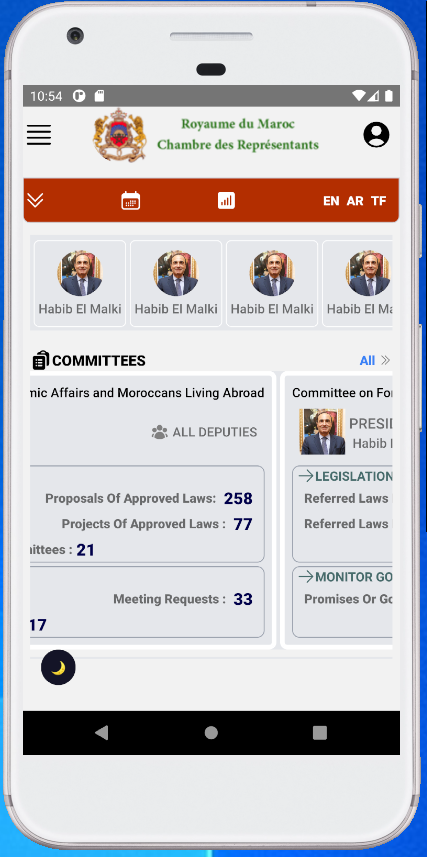 10:54
Royaume du Maroc
Chambre des Représentants
EN AR TF
Habib El Malki Habib El Malki Habib El Malki Habib El Ma
COMMITTEES All
mic Affairs and Moroccans Living Abroad
ALL DEPUTIES
Proposals Of Approved Laws: 258
Projects Of Approved Laws : 77
ittees : 21
Meeting Requests : 33
17
Committee on For
PRESI
Habib
LEGISLATION
Referred Laws
Referred Laws
MONITOR GO
Promises Or Go